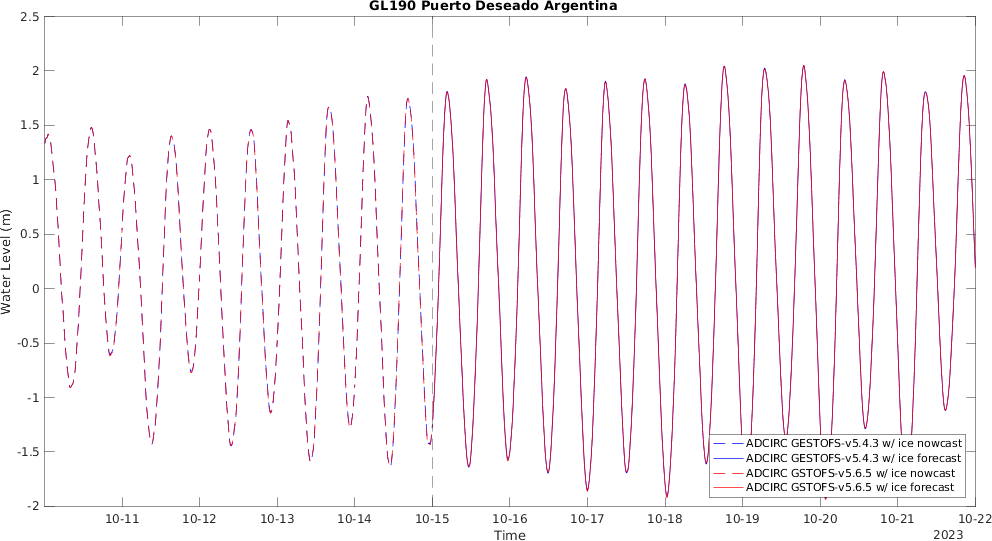 GL190 Puerto Deseado Argentina
2.5
2
1.5
1
0.5
0
-0.5
-1
-1.5
-2
Water Level (m)
ADCIRC GESTOFS-v5.4.3 w/ ice nowcast
ADCIRC GESTOFS-v5.4.3 w/ ice forecast
ADCIRC GSTOFS-v5.6.5 w/ ice nowcast
ADCIRC GSTOFS-v5.6.5 w/ ice forecast
10-11 10-12 10-13 10-14 10-15 10-16 10-17 10-18 10-19 10-20 10-21 10-22
Time
2023